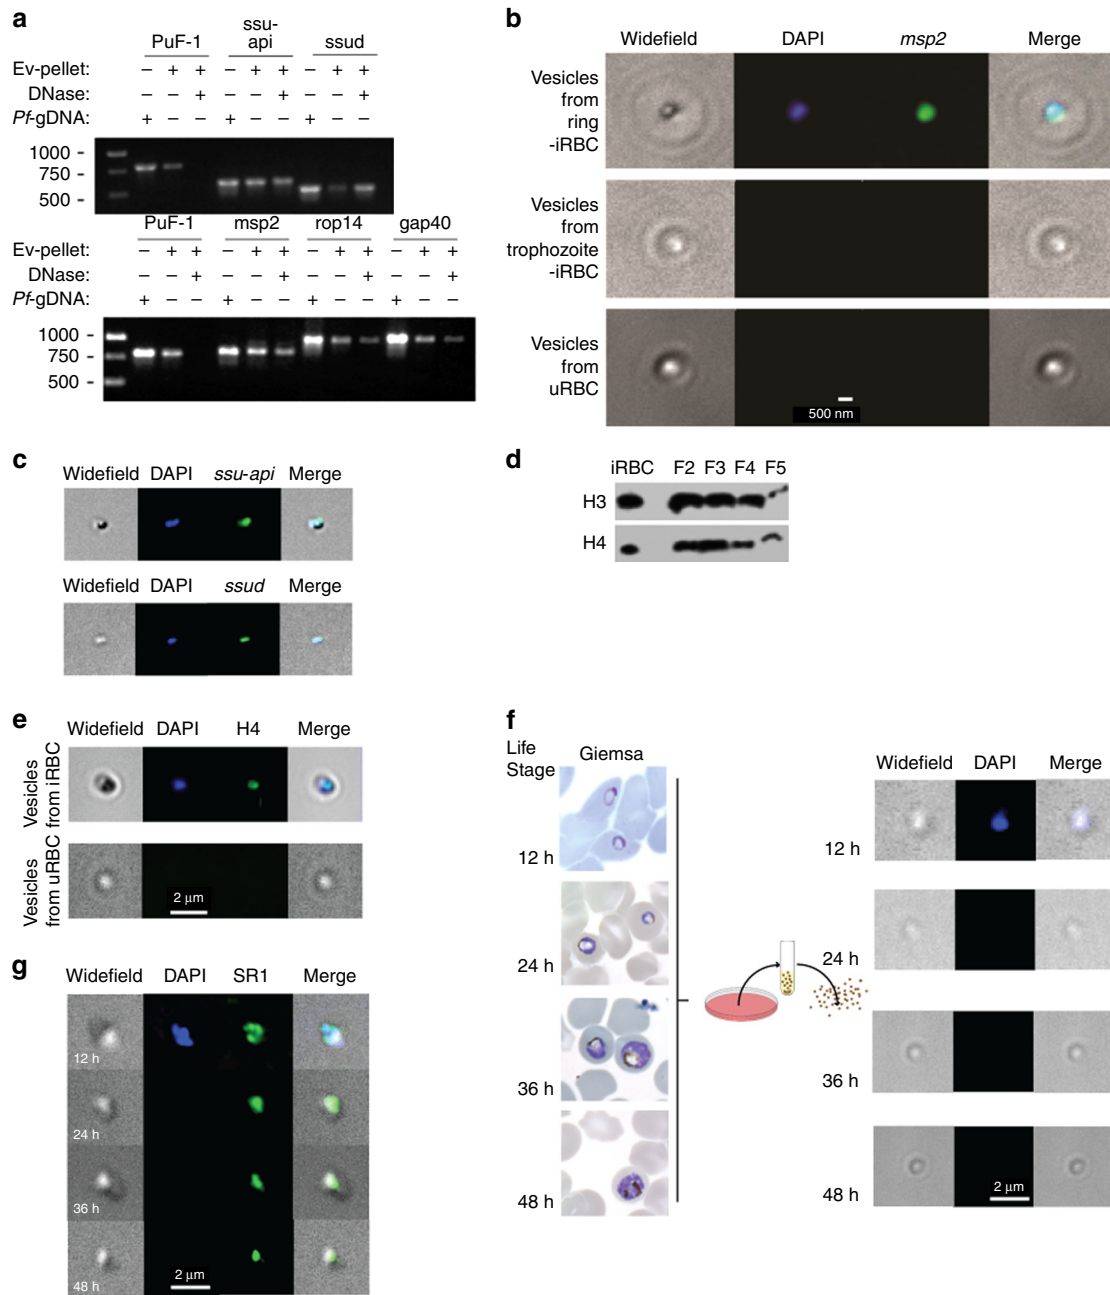 a
PuF-1 ssu-api ssud
Ev-pellet: – + + – + + – + +
DNase: – – + – – + – – +
Pf-gDNA: + – – + – – + – –
1000 -
750 -
500 -
PuF-1 msp2 rop14 gap40
Ev-pellet: – + + – + + – + + – + +
DNase: – – + – – + – – + – – +
Pf-gDNA: + – – + – – + – – + – –
1000 -
750 -
500 -
b
Widefield DAPI msp2 Merge
Vesicles
from
ring
-iRBC
Vesicles
from
trophozoite
-iRBC
Vesicles
from
uRBC
500 nm
c
Widefield DAPI ssu-api Merge
Widefield DAPI ssud Merge
d
iRBC F2 F3 F4 F5
H3
H4
e
Widefield DAPI H4 Merge
Vesicles
from iRBC
Vesicles
from uRBC
2 μm
f
Life
Stage
Giemsa
12 h
24 h
36 h
48 h
Widefield DAPI Merge
12 h
24 h
36 h
48 h
2 μm
g
Widefield DAPI SR1 Merge
12 h
24 h
36 h
48 h
2 μm